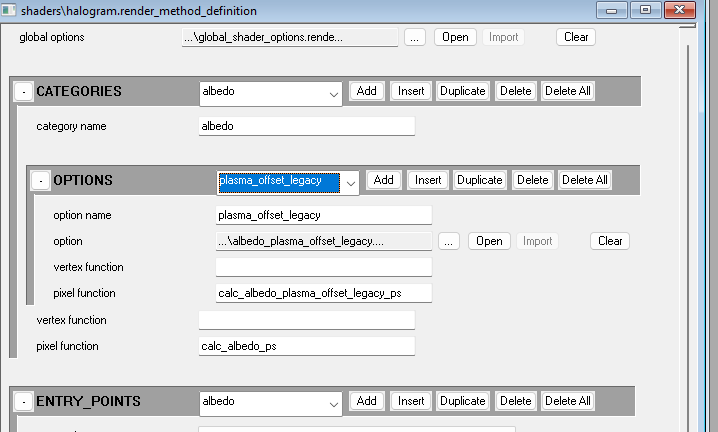 shaders\halogram.render_method_definition
global options ...\global_shader_options.rende... ... Open Import Clear
- CATEGORIES albedo Add Insert Duplicate Delete Delete All
category name albedo
- OPTIONS plasma_offset_legacy Add Insert Duplicate Delete Delete All
option name plasma_offset_legacy
option ...\albedo_plasma_offset_legacy.... ... Open Import Clear
vertex function
pixel function calc_albedo_plasma_offset_legacy_ps
vertex function
pixel function calc_albedo_ps
- ENTRY_POINTS albedo Add Insert Duplicate Delete Delete All